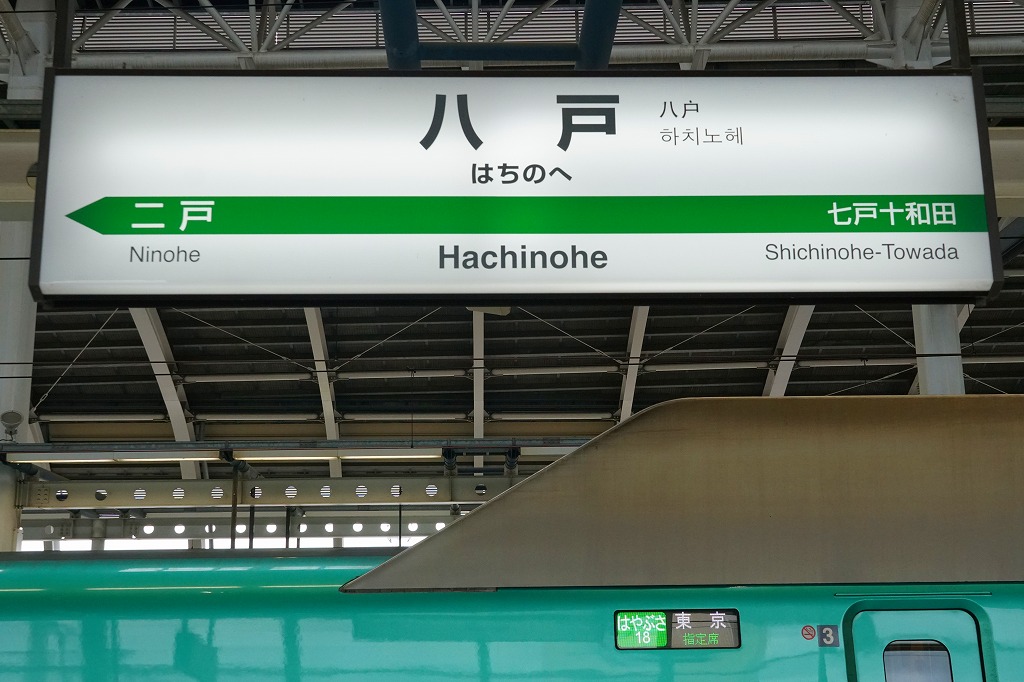 八戸
八户
하치노헤
はちのへ
二戸
七戸十和田
Ninohe
Hachinohe
Shichinohe-Towada
はやぶさ 東京
18 指定席
3